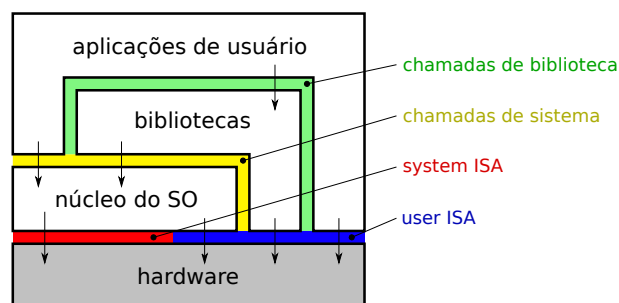 aplicações de usuário
chamadas de biblioteca
bibliotecas
chamadas de sistema
system ISA
núcleo do SO
user ISA
hardware